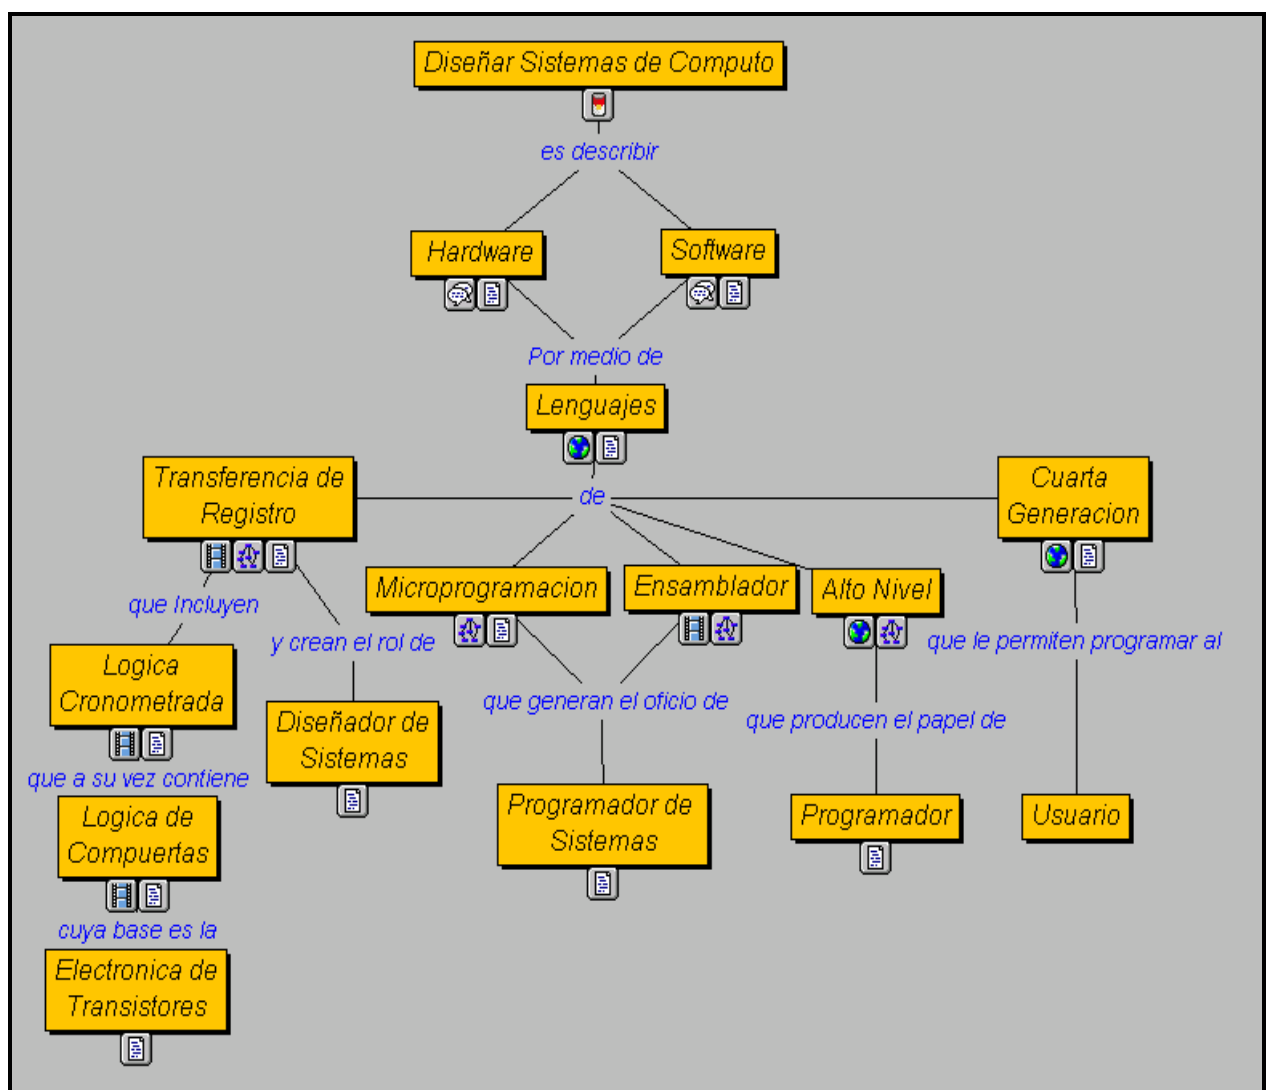 Diseñar Sistemas de Computo
es describir
Hardware
Software
Por medio de
Lenguajes
de
Transferencia de
Registro
Cuarta
Generacion
Microprogramacion
Ensamblador
Alto Nivel
que Incluyen
y crean el rol de
que le permiten programar al
Logica
Cronometrada
que generan el oficio de
que producen el papel de
Diseñador de
Sistemas
que a su vez contiene
Logica de
Compuertas
Programador de
Sistemas
Programador
Usuario
cuya base es la
Electronica de
Transistores